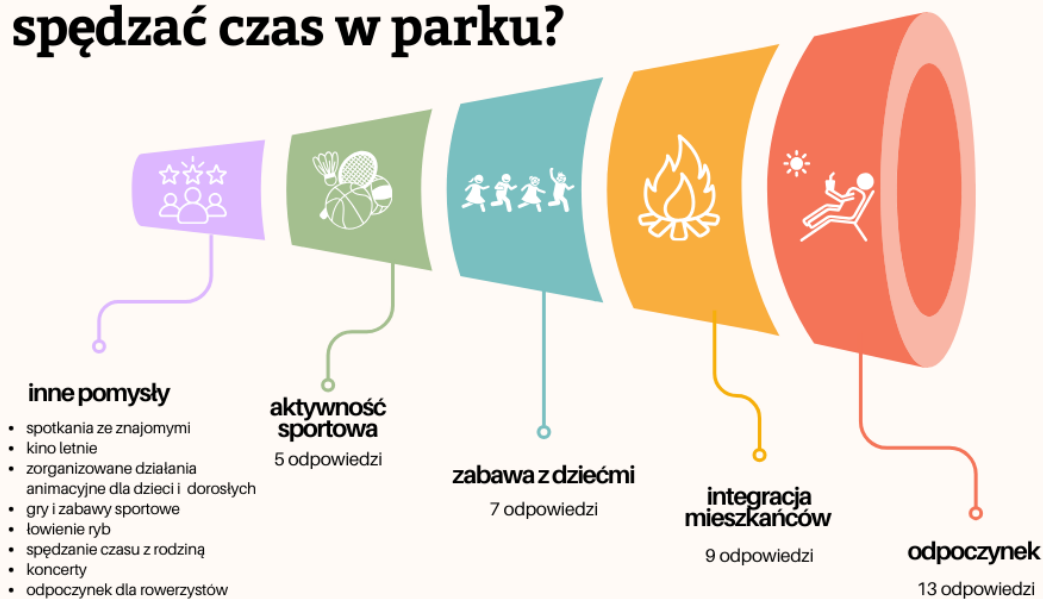 spędzać czas w parku?
inne pomysły
• spotkania ze znajomymi
• kino letnie
• zorganizowane działania
animacyjne dla dzieci i dorosłych
• gry i zabawy sportowe
• łowienie ryb
• spędzanie czasu z rodziną
• koncerty
• odpoczynek dla rowerzystów
aktywność
sportowa
5 odpowiedzi
zabawa z dziećmi
7 odpowiedzi
integracja
mieszkańców
9 odpowiedzi
odpoczynek
13 odpowiedzi